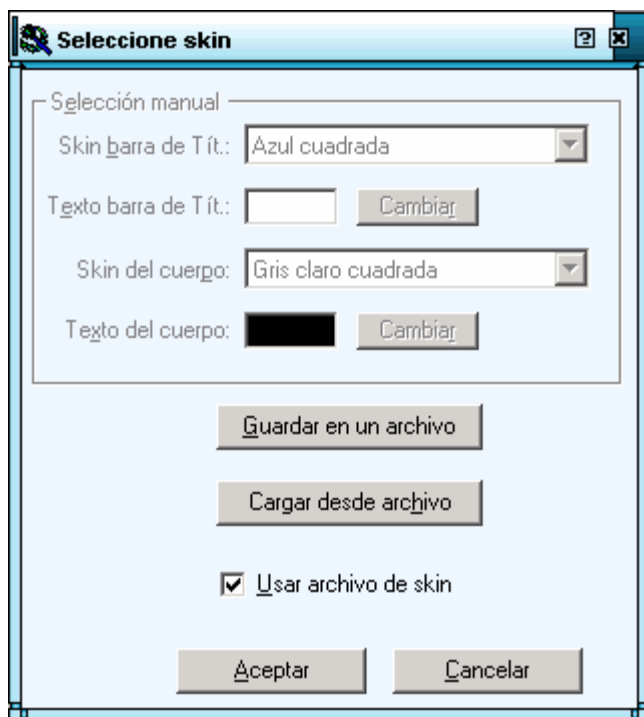 Seleccione skin
Selección manual
Skin barra de Tít.: Azul cuadrada
Texto barra de Tít.: Cambiar
Skin del cuerpo: Gris claro cuadrada
Texto del cuerpo: Cambiar
Guardar en un archivo
Cargar desde archivo
Usar archivo de skin
Aceptar Cancelar